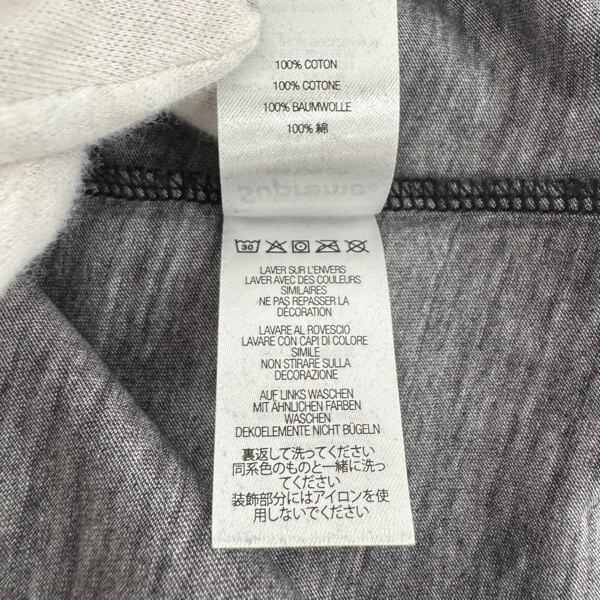 100% COTON
100% COTONE
100% BAUMWOLLE
100% 綿
30
LAVER SUR L'ENVERS
LAVER AVEC DES COULEURS
SIMILAIRES
NE PAS REPASSER LA
DÉCORATION
LAVARE AL ROVESCIO
LAVARE CON CAPI DI COLORE
SIMILE
NON STIRARE SULLA
DECORAZIONE
AUF LINKS WASCHEN
MIT ÄHNLICHEN FARBEN
WASCHEN
DEKOELEMENTE NICHT BÜGELN
裏返して洗ってください
同系色のものと一緒に洗っ
てください
装飾部分にはアイロンを使
用しないでください